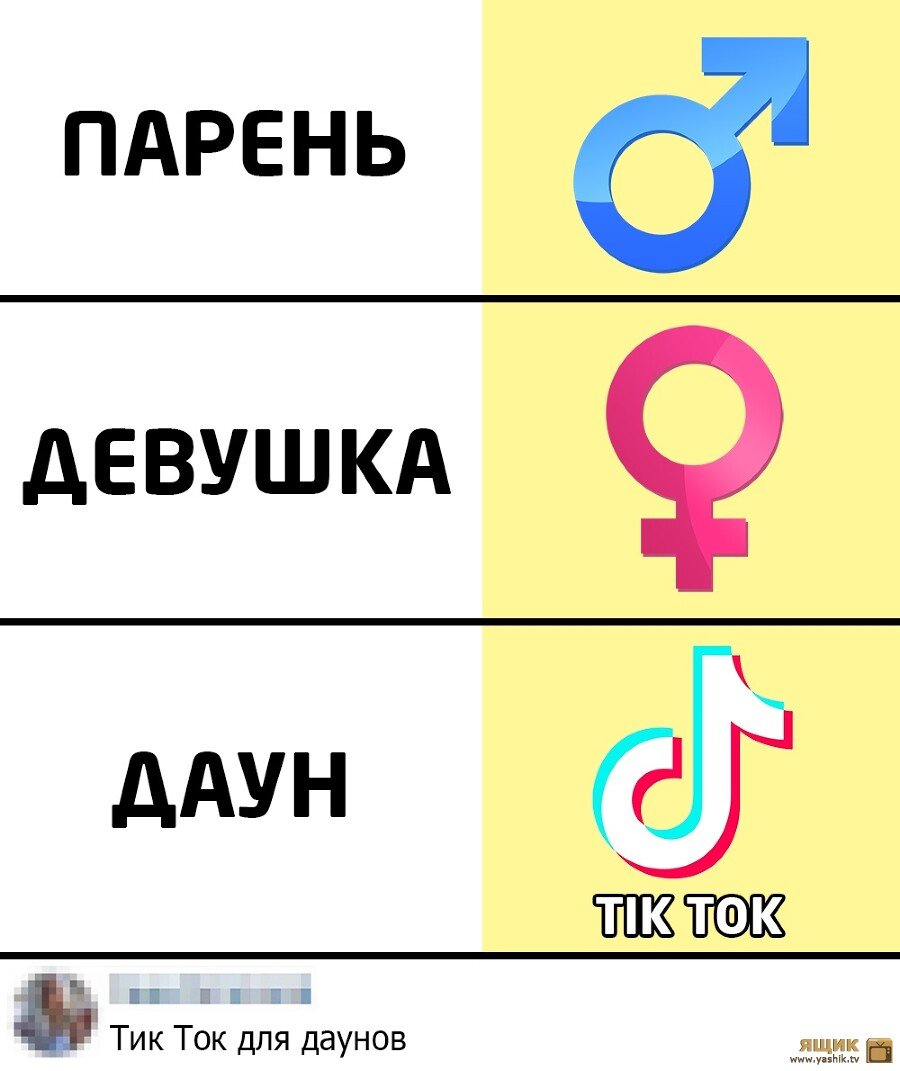 ПАРЕНЬ
ДЕВУШКА
ДАУН
TIK TOK
Тик Ток для даунов
ЯЩИК
www.yashik.tv